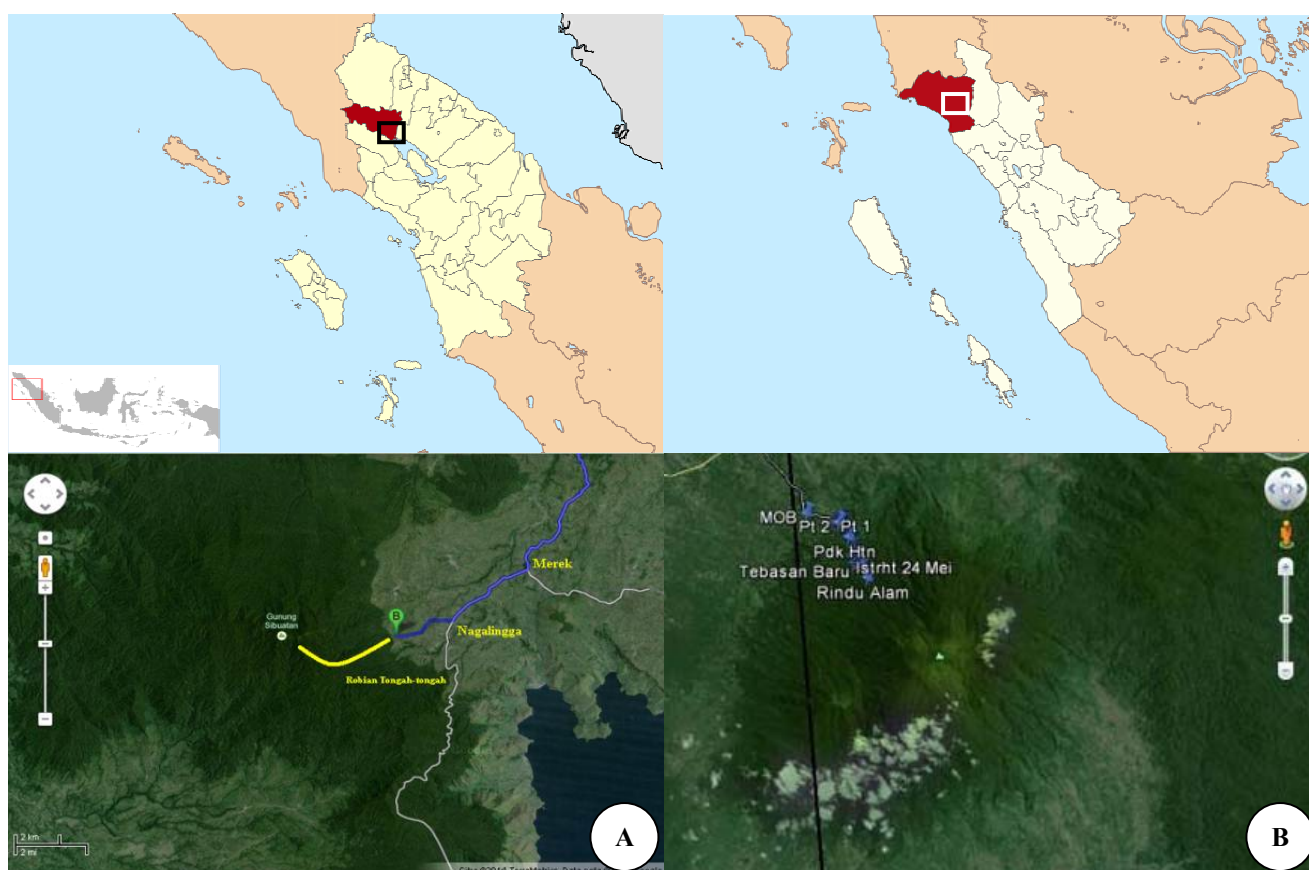 Merek
Gunung
Sibuatan
B
Nagalingga
Robian Tongah-tongah
2 km
2 mi
A
MOB
Pt 2
Pt 1
Pdk Htn
Tebasan Baru
Istrht 24 Mei
Rindu Alam
B